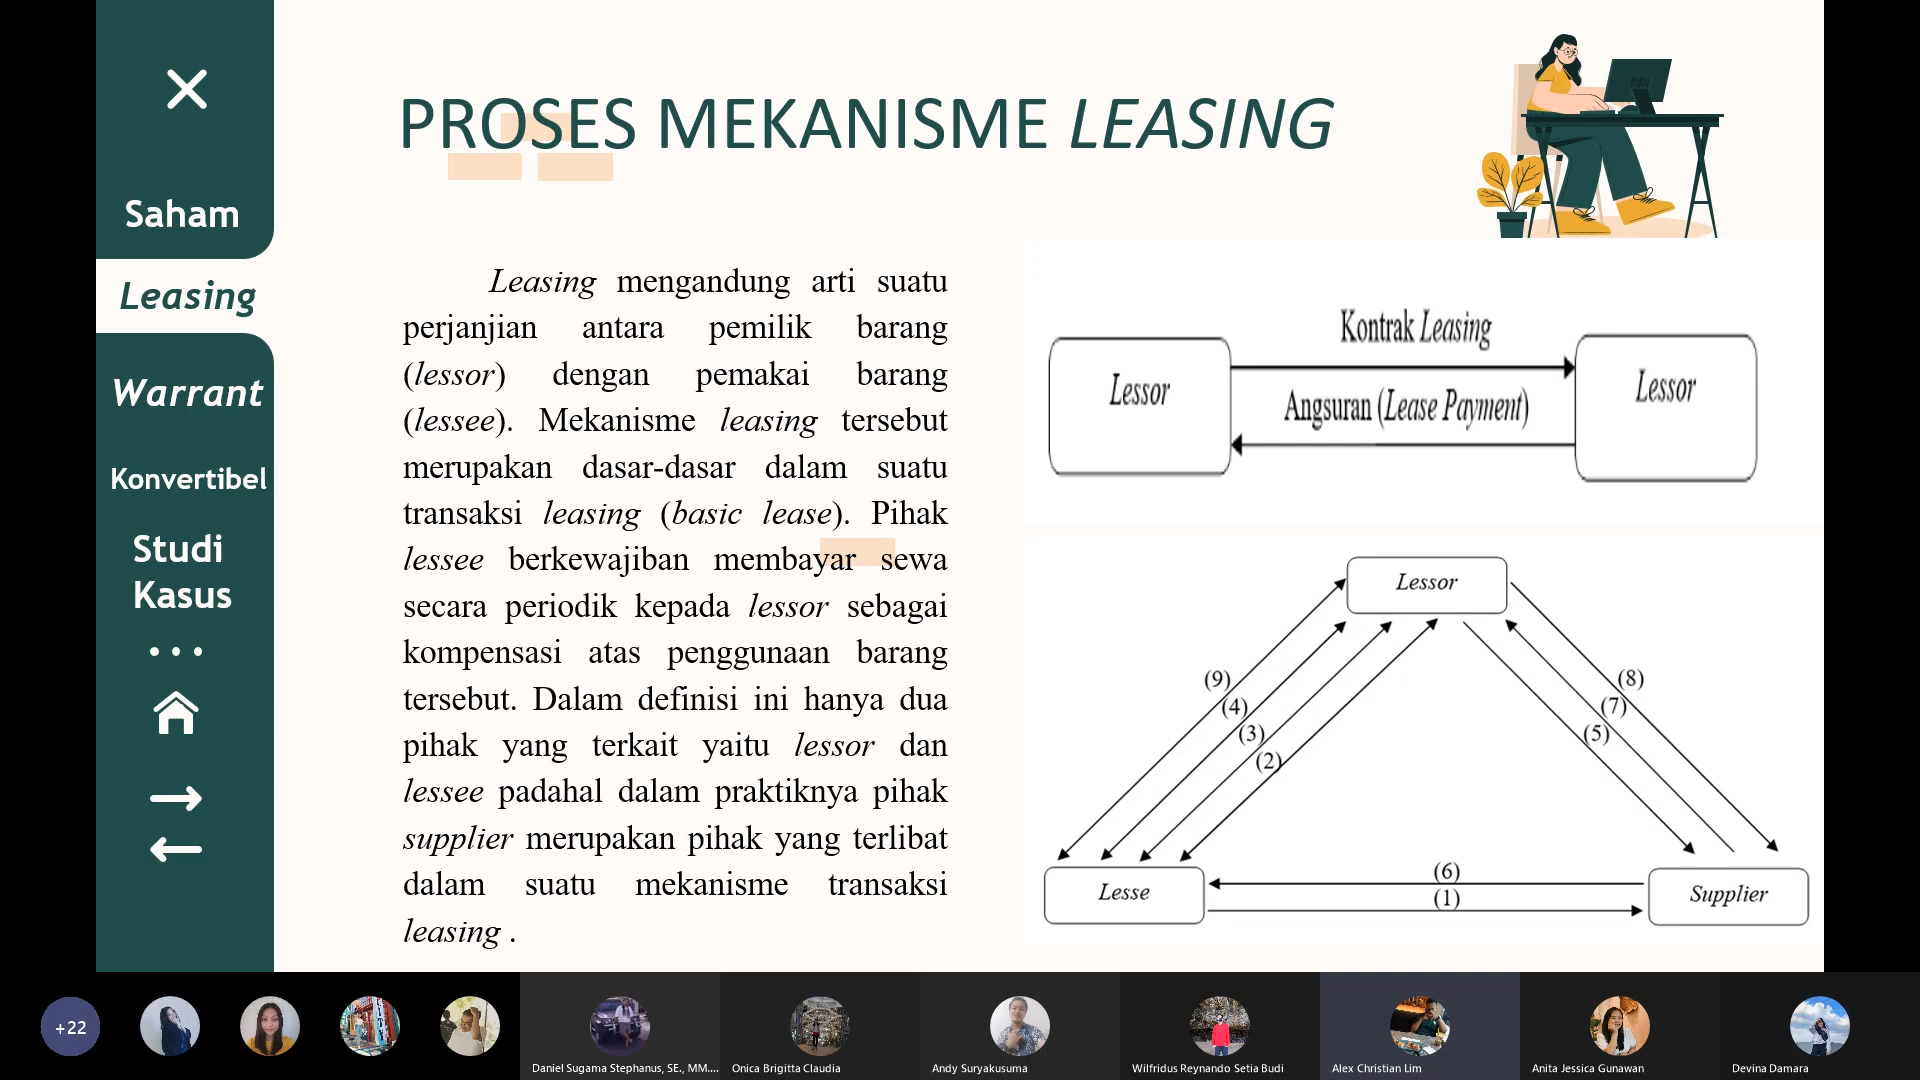 PROSES MEKANISME LEASING
Saham
Leasing
Warrant
Konvertibel
Studi
Kasus
Leasing mengandung arti suatu
perjanjian antara pemilik barang
(lessor) dengan pemakai barang
(lessee). Mekanisme leasing tersebut
merupakan dasar-dasar dalam suatu
transaksi leasing (basic lease). Pihak
lessee berkewajiban membayar sewa
secara periodik kepada lessor sebagai
kompensasi atas penggunaan barang
tersebut. Dalam definisi ini hanya dua
pihak yang terkait yaitu lessor dan
lessee padahal dalam praktiknya pihak
supplier merupakan pihak yang terlibat
dalam suatu mekanisme transaksi
leasing .
Kontrak Leasing
Lessor
Lessor
Angsuran (Lease Payment)
Lessor
(9)
(8)
(4)
(7)
(3)
(5)
(2)
(6)
Lesse
Supplier
(1)
+22
Daniel Sugama Stephanus, SE., MM....
Onica Brigitta Claudia
Andy Suryakusuma
Wilfridus Reynando Setia Budi
Alex Christian Lim
Anita Jessica Gunawan
Devina Damara